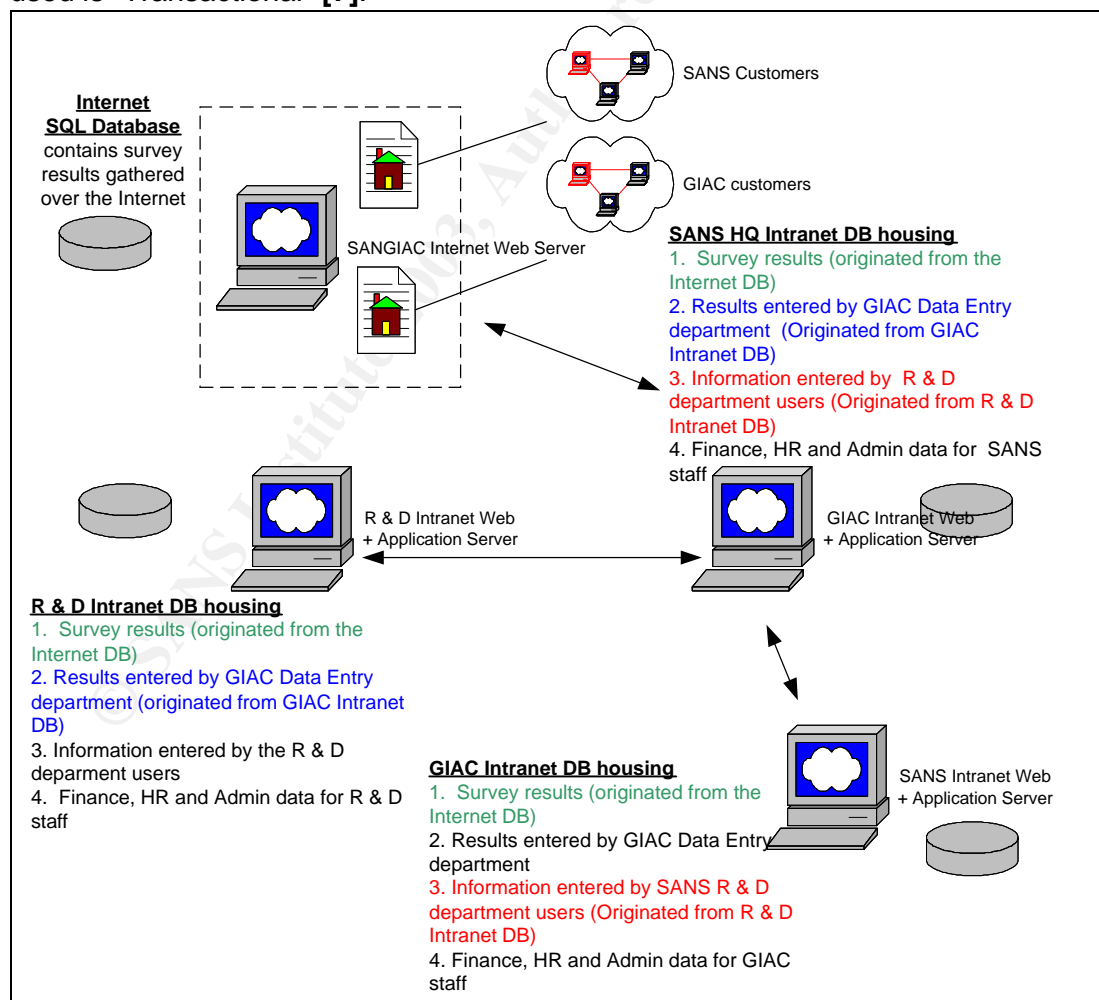 used is "Transactional" [7].
SANS Customers
Internet
SQL Database
contains survey
results gathered
over the Internet
GIAC customers
SANGIAC Internet Web Server
SANS HQ Intranet DB housing
1. Survey results (originated from the
Internet DB)
2. Results entered by GIAC Data Entry
department (Originated from GIAC
Intranet DB)
3. Information entered by R & D
department users (Originated from R & D
Intranet DB)
4. Finance, HR and Admin data for SANS
staff
R & D Intranet Web
+ Application Server
GIAC Intranet Web
+ Application Server
R & D Intranet DB housing
1. Survey results (originated from the
Internet DB)
2. Results entered by GIAC Data Entry
department (originated from GIAC Intranet
DB)
3. Information entered by the R & D
deparment users
4. Finance, HR and Admin data for R & D
staff
GIAC Intranet DB housing
1. Survey results (originated from the
Internet DB)
2. Results entered by GIAC Data Entry
department
3. Information entered by SANS R & D
department users (Originated from R & D
Intranet DB)
4. Finance, HR and Admin data for GIAC
staff
SANS Intranet Web
+ Application Server
© SANS Institute 2003, Auth